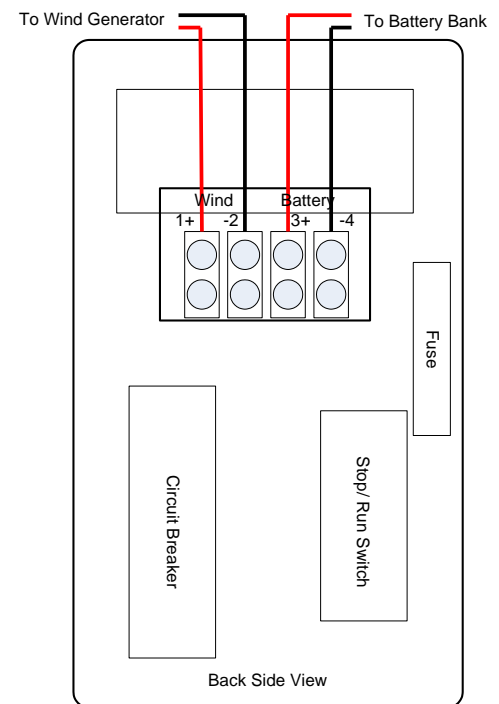 To Wind Generator
To Battery Bank
Wind Battery
1+ -2 3+ -4
Fuse
Circuit Breaker
Stop/ Run Switch
Back Side View